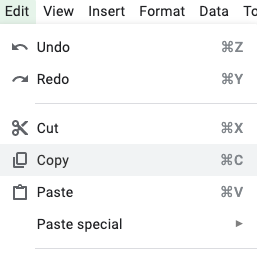 Edit View Insert Format Data To
Undo ⌘Z
Redo ⌘Y
Cut ⌘X
Copy ⌘C
Paste ⌘V
Paste special